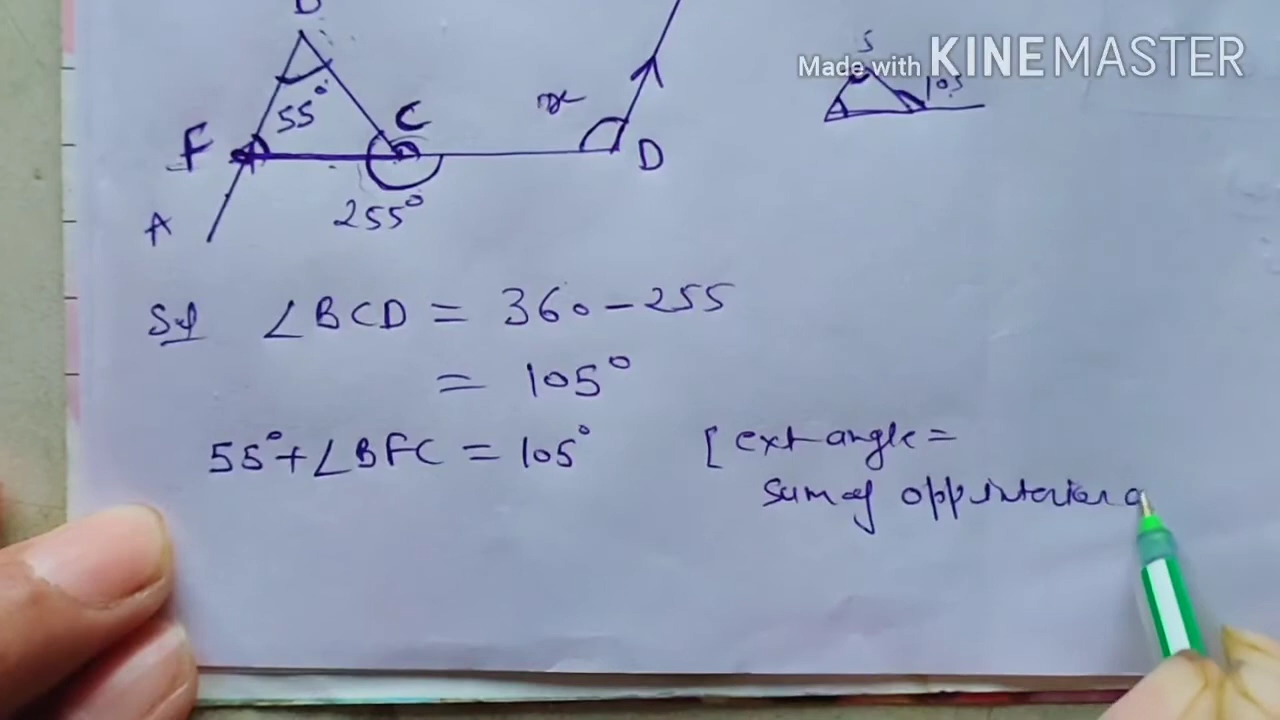 Made with KINEMASTER
S
105
55°
C
x
F
D
255°
A
Sol ∠BCD = 360-255
= 105°
55°+∠BFC = 105° [ext angle =
sum of opp interior a